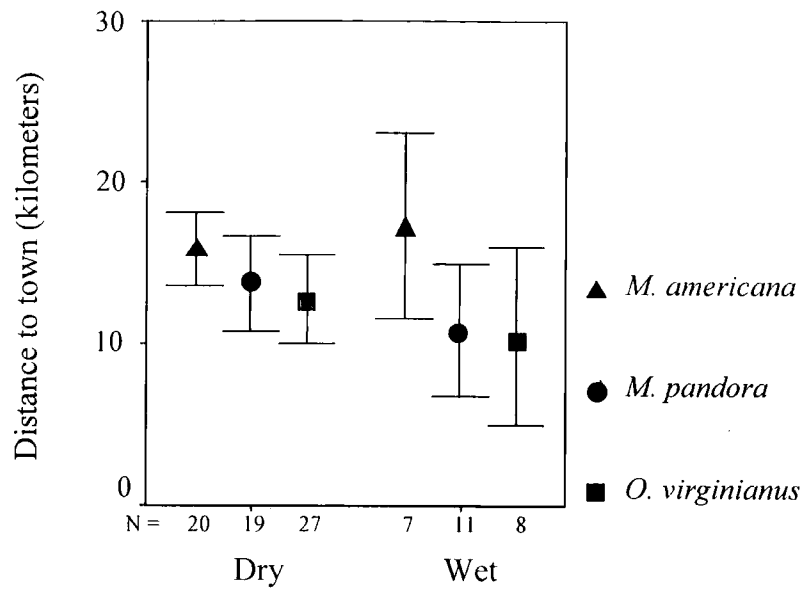 Distance to town (kilometers)
30
20
10
0
N = 20 19 27 7 11 8
Dry Wet
M. americana
M. pandora
O. virginianus